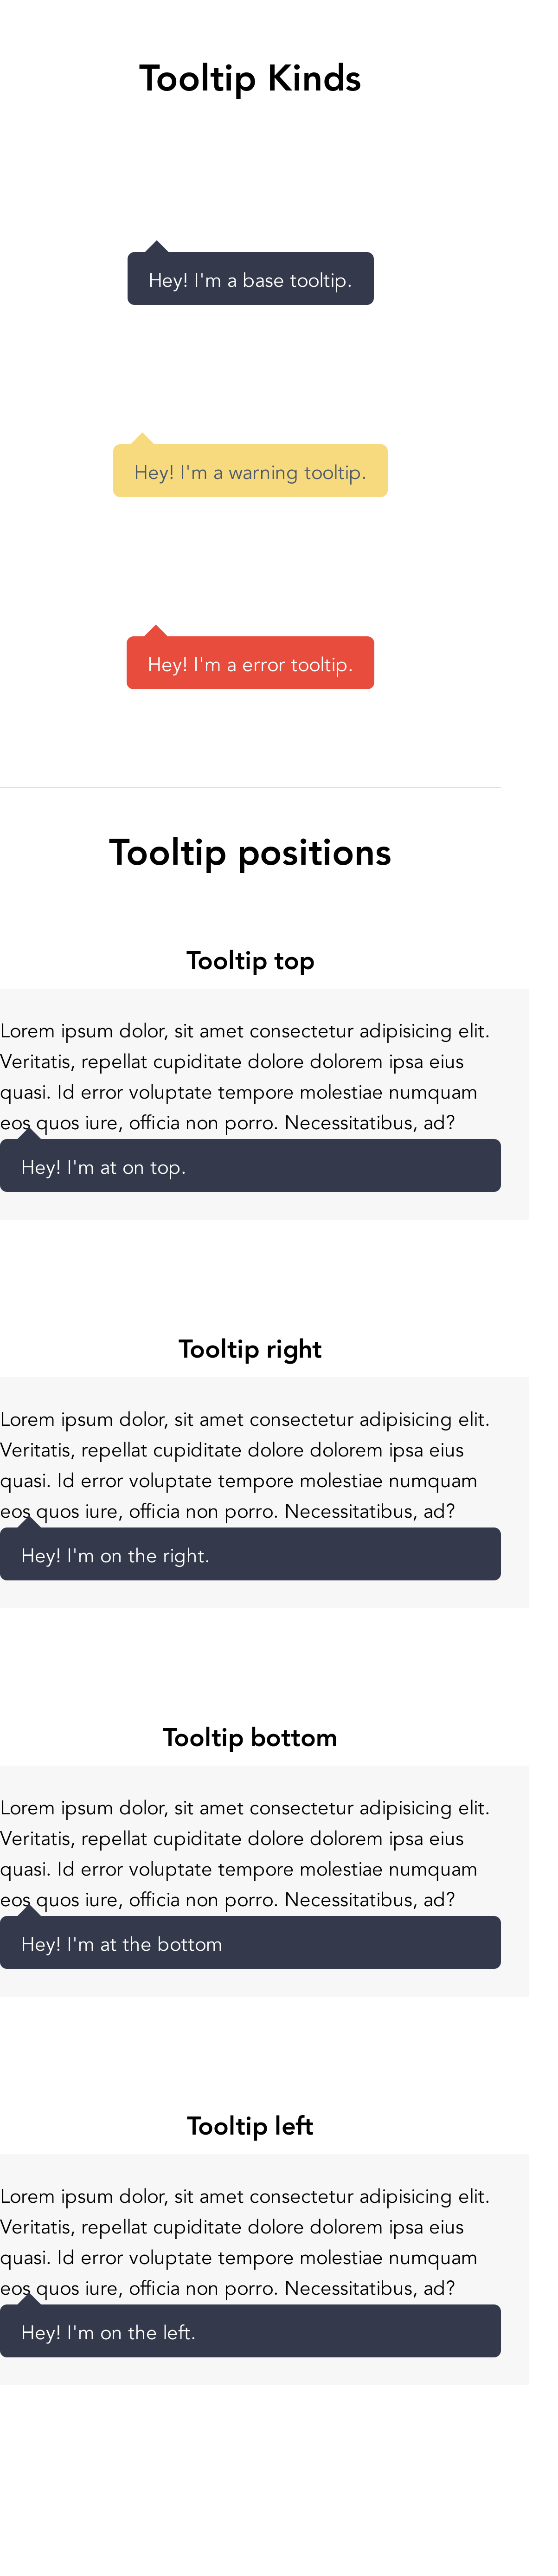 Tooltip Kinds
Hey! I'm a base tooltip.
Hey! I'm a warning tooltip.
Hey! I'm a error tooltip.
Tooltip positions
Tooltip top
Lorem ipsum dolor, sit amet consectetur adipisicing elit.
Veritatis, repellat cupiditate dolore dolorem ipsa eius
quasi. Id error voluptate tempore molestiae numquam
eos quos iure, officia non porro. Necessitatibus, ad?
Hey! I'm at on top.
Tooltip right
Lorem ipsum dolor, sit amet consectetur adipisicing elit.
Veritatis, repellat cupiditate dolore dolorem ipsa eius
quasi. Id error voluptate tempore molestiae numquam
eos quos iure, officia non porro. Necessitatibus, ad?
Hey! I'm on the right.
Tooltip bottom
Lorem ipsum dolor, sit amet consectetur adipisicing elit.
Veritatis, repellat cupiditate dolore dolorem ipsa eius
quasi. Id error voluptate tempore molestiae numquam
eos quos iure, officia non porro. Necessitatibus, ad?
Hey! I'm at the bottom
Tooltip left
Lorem ipsum dolor, sit amet consectetur adipisicing elit.
Veritatis, repellat cupiditate dolore dolorem ipsa eius
quasi. Id error voluptate tempore molestiae numquam
eos quos iure, officia non porro. Necessitatibus, ad?
Hey! I'm on the left.